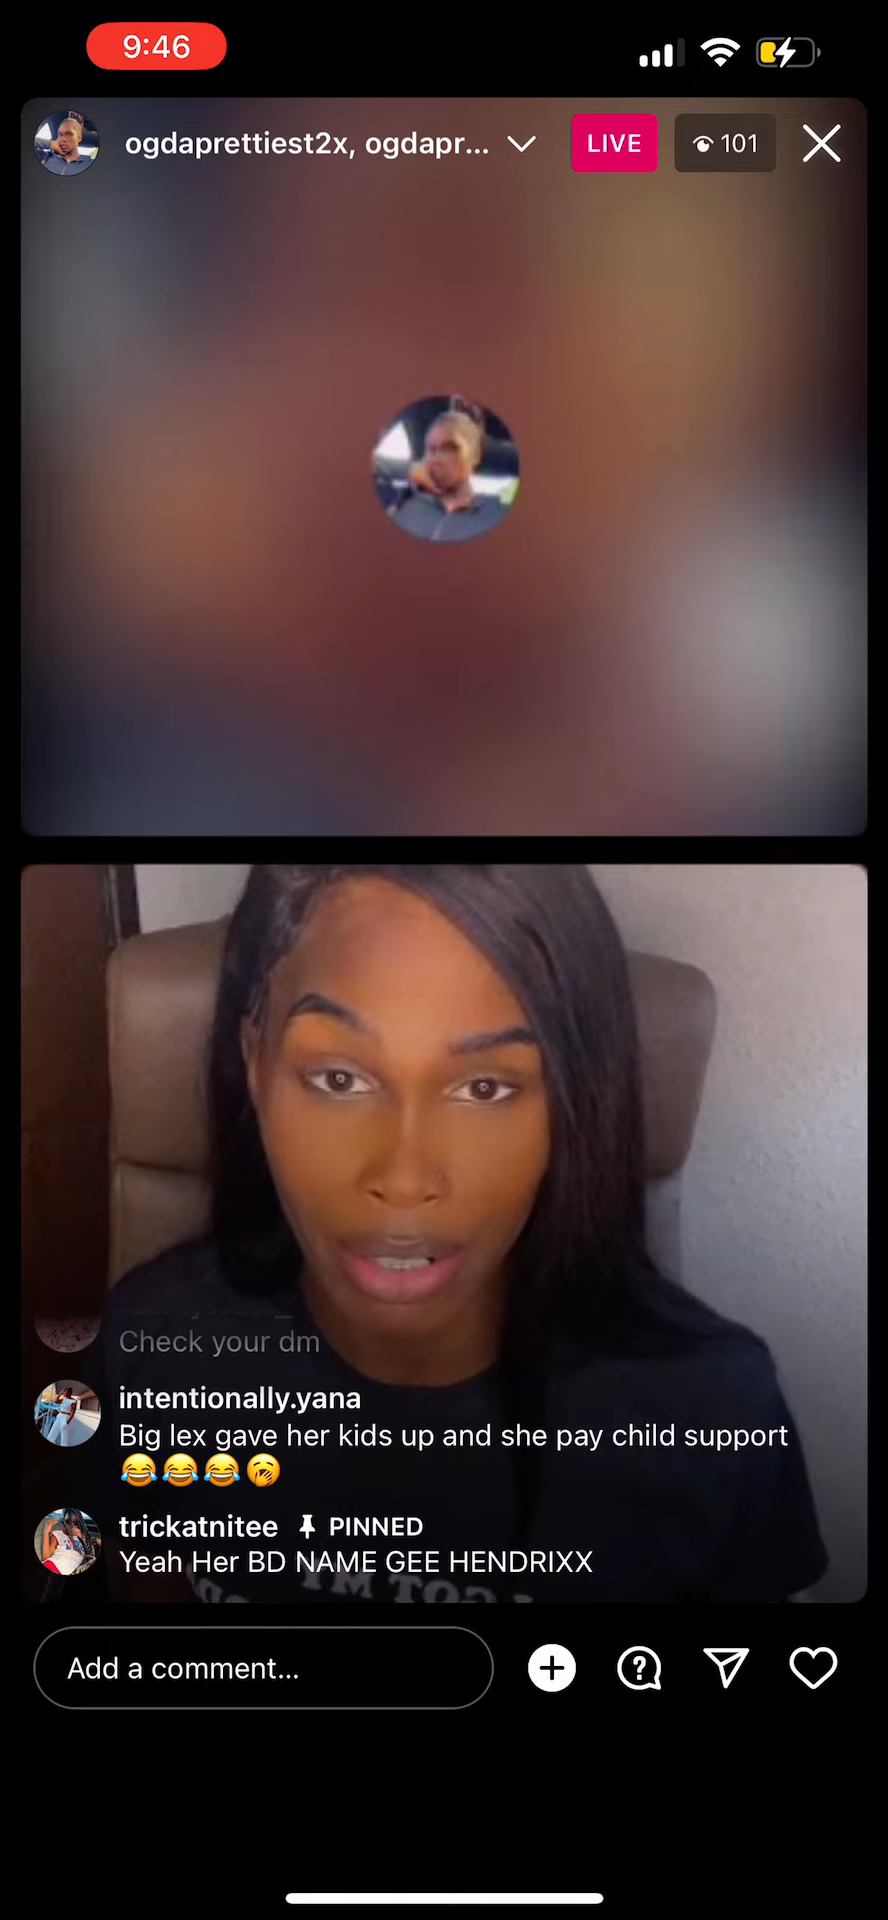 9:46
ogdaprettiest2x, ogdapr...
LIVE
101
Check your dm
intentionally.yana
Big lex gave her kids up and she pay child support
😂😂😂🥱
trickatnitee PINNED
Yeah Her BD NAME GEE HENDRIXX
Add a comment...